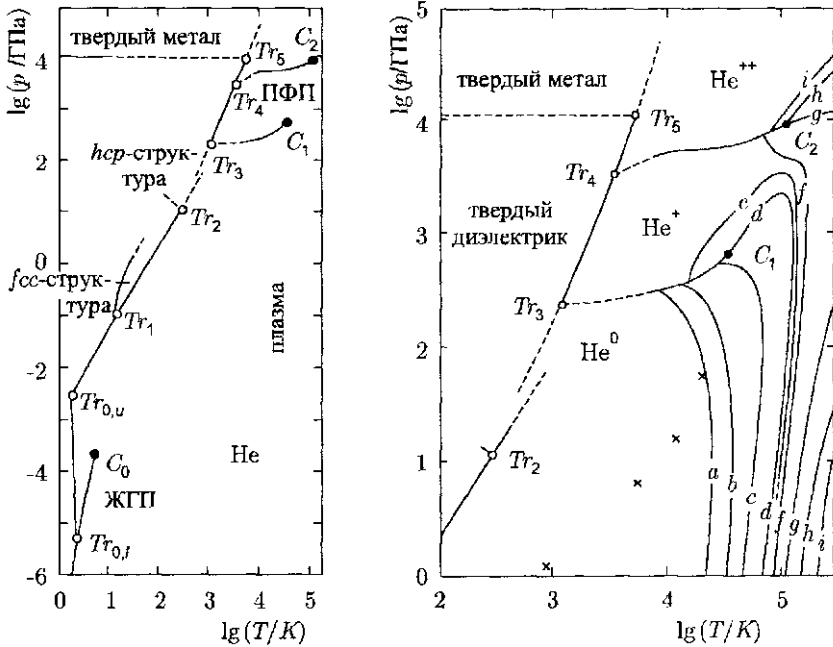 lg (p /ГПа)
4
2
0
-2
-4
-6
твердый метал
Tr₅
C₂
Tr₄
ПФП
C₁
Tr₃
hcp-струк-
тура
Tr₂
fcc-струк-
тура
Tr₁
плазма
Tr₀,ᵤ
C₀
He
ЖГП
Tr₀,ₗ
0 1 2 3 4 5
lg (T/K)
lg (p/ГПа)
5
4
3
2
1
0
He⁺⁺
i
h
g
твердый метал
Tr₅
C₂
Tr₄
f
c
d
твердый
диэлектрик
He⁺
C₁
Tr₃
He⁰
Tr₂
a
b
c
d
f
g
h
i
2 3 4 5
lg (T/K)